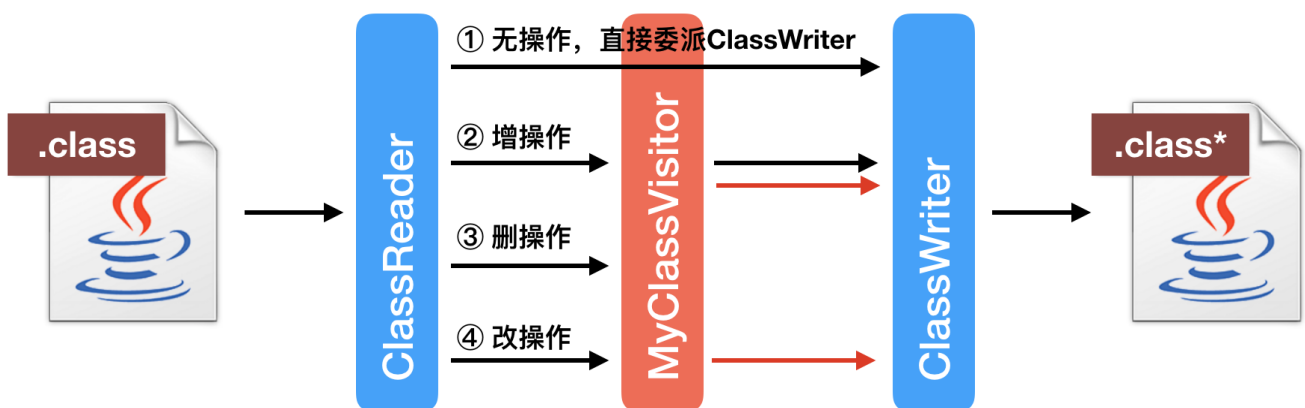 .class
ClassReader
① 无操作，直接委派ClassWriter
② 增操作
③ 删操作
④ 改操作
MyClassVisitor
ClassWriter
.class*